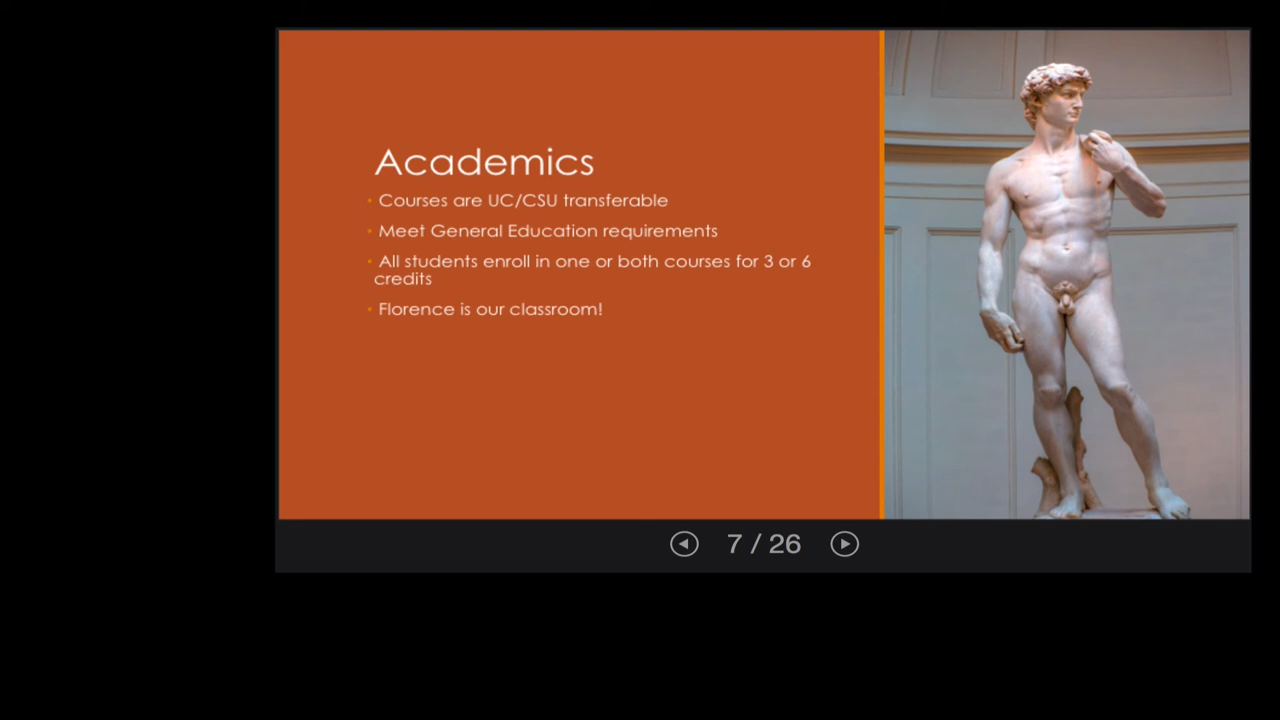 Academics
• Courses are UC/CSU transferable
• Meet General Education requirements
• All students enroll in one or both courses for 3 or 6
credits
• Florence is our classroom!
7 / 26